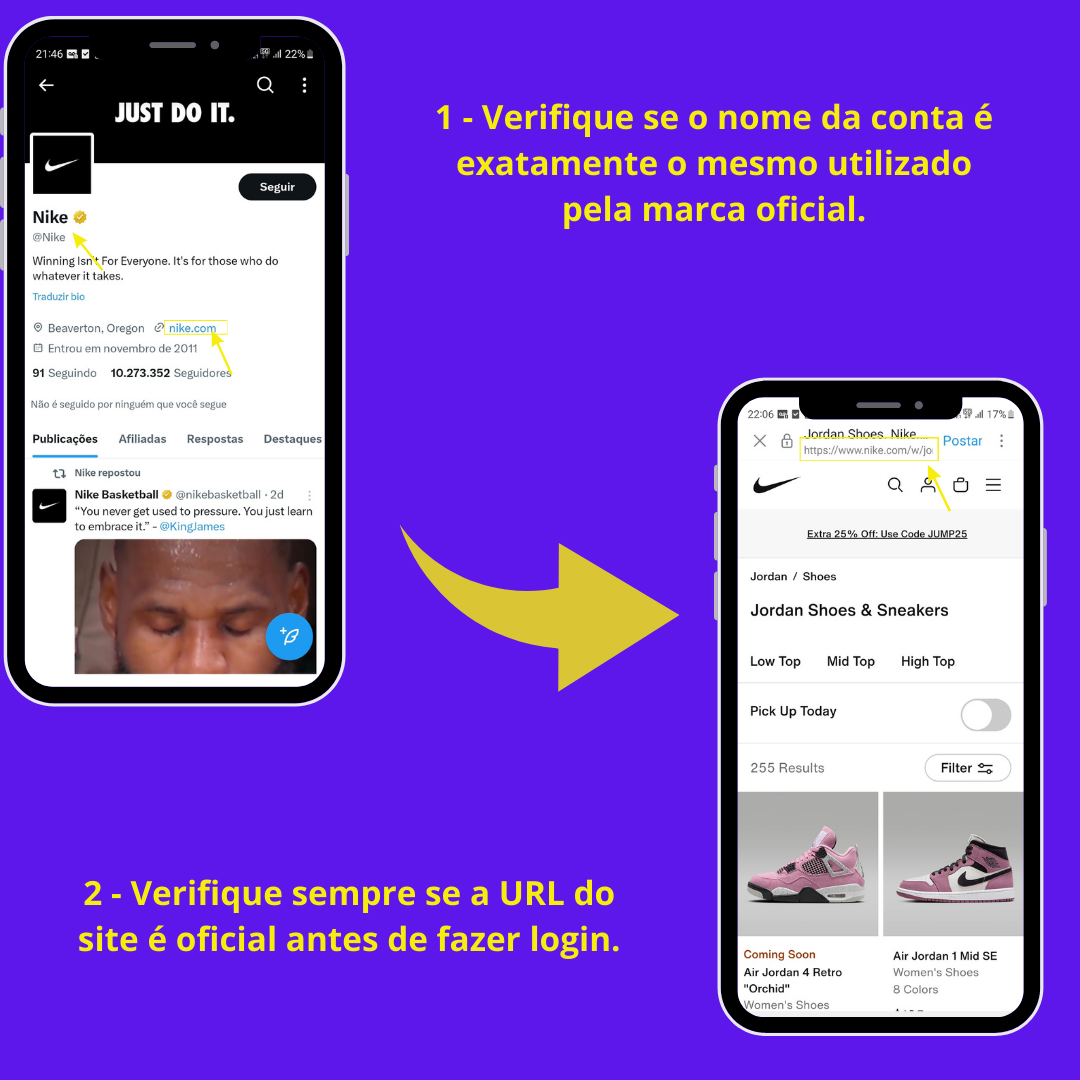 21:46
22%
JUST DO IT.
Seguir
Nike
@Nike
Winning Isn't For Everyone. It's for those who do
whatever it takes.
Traduzir bio
Beaverton, Oregon nike.com
Entrou em novembro de 2011
91 Seguindo 10.273.352 Seguidores
Não é seguido por ninguém que você segue
Publicações Afiliadas Respostas Destaques
Nike repostou
Nike Basketball @nikebasketball · 2d
“You never get used to pressure. You just learn
to embrace it.” - @KingJames
1 - Verifique se o nome da conta é
exatamente o mesmo utilizado
pela marca oficial.
22:06
17%
Jordan Shoes. Nike...
https://www.nike.com/w/jo
Postar
Extra 25% Off: Use Code JUMP25
Jordan / Shoes
Jordan Shoes & Sneakers
Low Top Mid Top High Top
Pick Up Today
255 Results
Filter
Coming Soon
Air Jordan 4 Retro
"Orchid"
Women's Shoes
Air Jordan 1 Mid SE
Women's Shoes
8 Colors
2 - Verifique sempre se a URL do
site é oficial antes de fazer login.